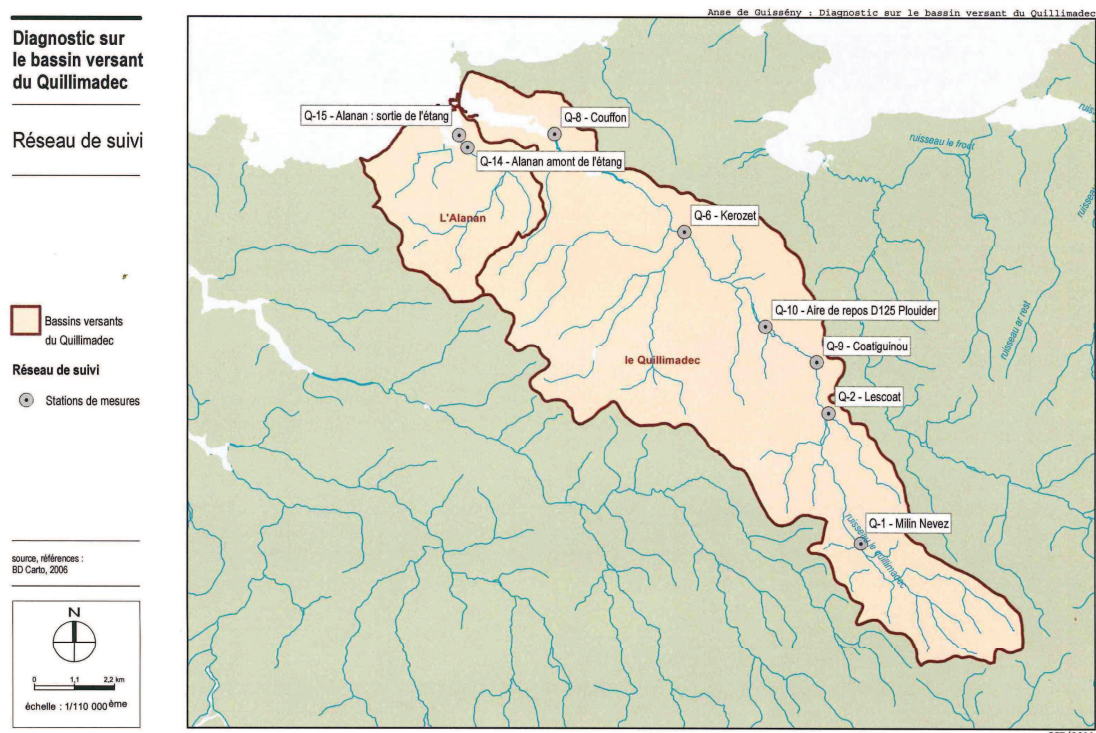 Anse de Guissény : Diagnostic sur le bassin versant du Quillimadec
Diagnostic sur
le bassin versant
du Quillimadec
Réseau de suivi
Bassins versants
du Quillimadec
Réseau de suivi
Stations de mesures
source, références :
BD Carto, 2006
N
0 1,1 2,2 km
échelle : 1/110 000ème
Q-15 - Alanan : sortie de l'étang
Q-8 - Couffon
Q-14 - Alanan amont de l'étang
L'Alanan
Q-6 - Kerozet
Q-10 - Aire de repos D125 Plouider
le Quillimadec
Q-9 - Coatiguinou
Q-2 - Lescoat
Q-1 - Milin Nevez
ruisseau le quillimadec
ruisseau le frout
ruisseau ar rest
ruisseau